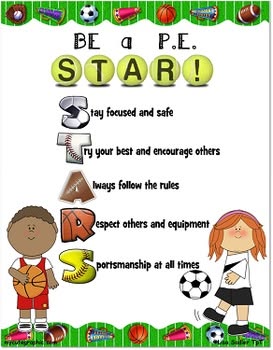 BE a P.E.
STAR!
Stay focused and safe
Try your best and encourage others
Always follow the rules
Respect others and equipment
Sportsmanship at all times